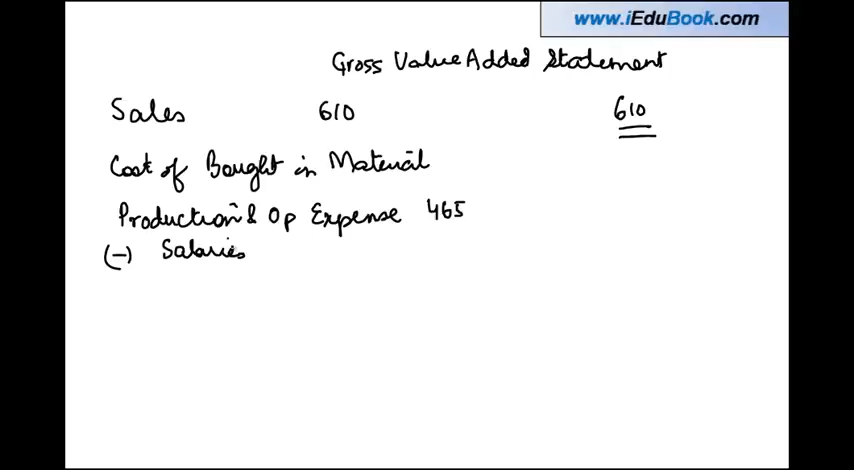 www.iEduBook.com
Gross Value Added Statement
Sales 610 610
Cost of Bought in Material
Production & Op Expense 465
(-) Salaries